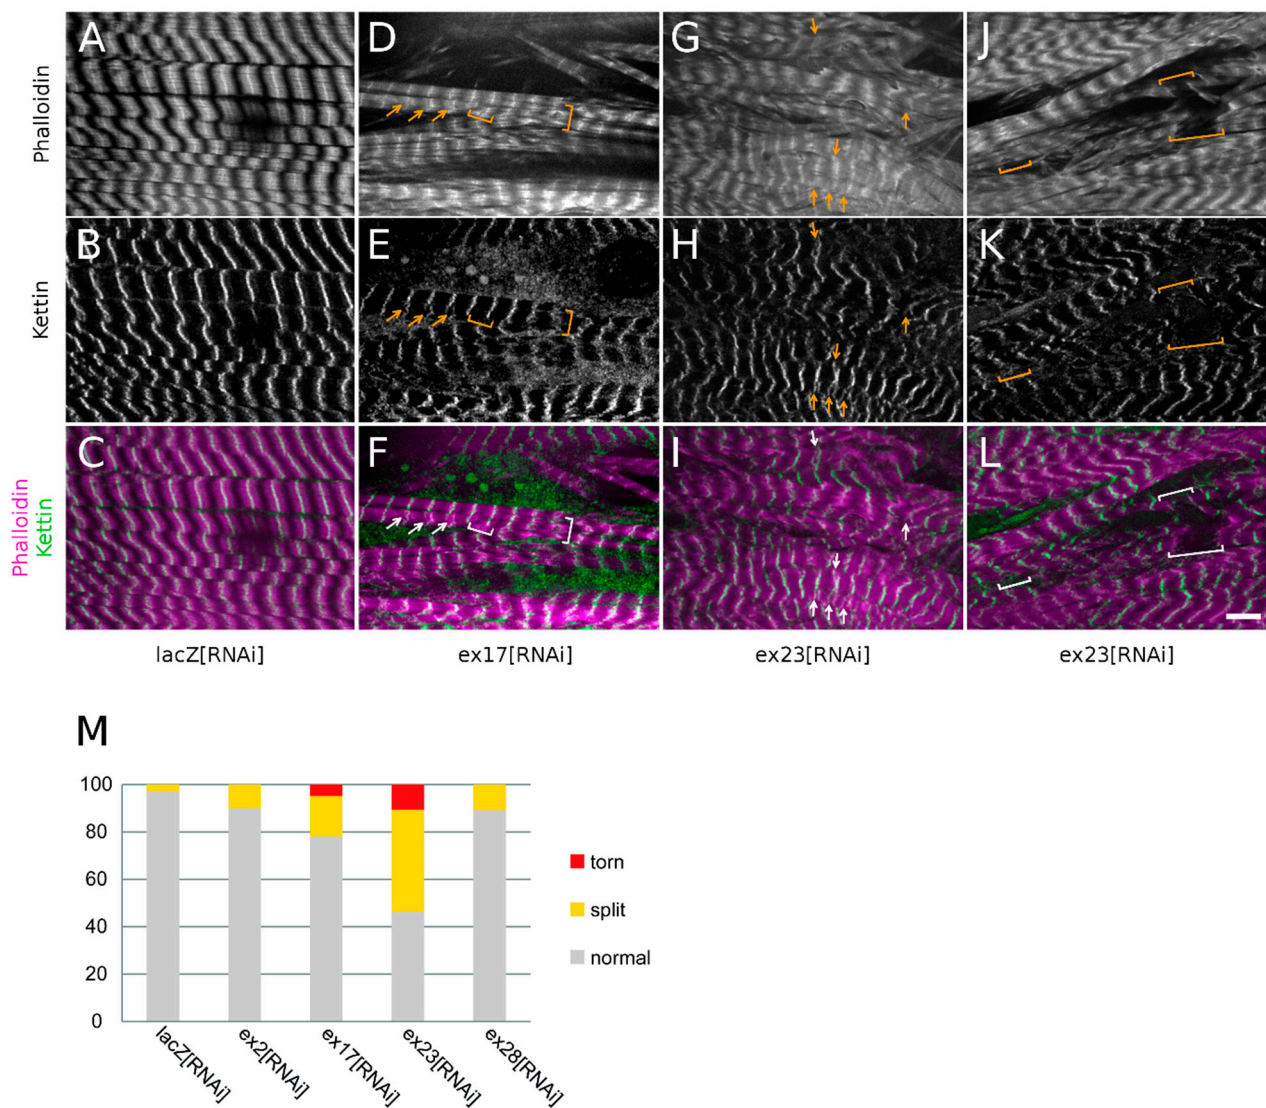 A
D
G
J
Phalloidin
B
E
H
K
Kettin
C
F
I
L
Phalloidin
Kettin
lacZ[RNAi]
ex17[RNAi]
ex23[RNAi]
ex23[RNAi]
M
100
80
60
40
20
0
torn
split
normal
lacZ[RNAi]
ex2[RNAi]
ex17[RNAi]
ex23[RNAi]
ex28[RNAi]